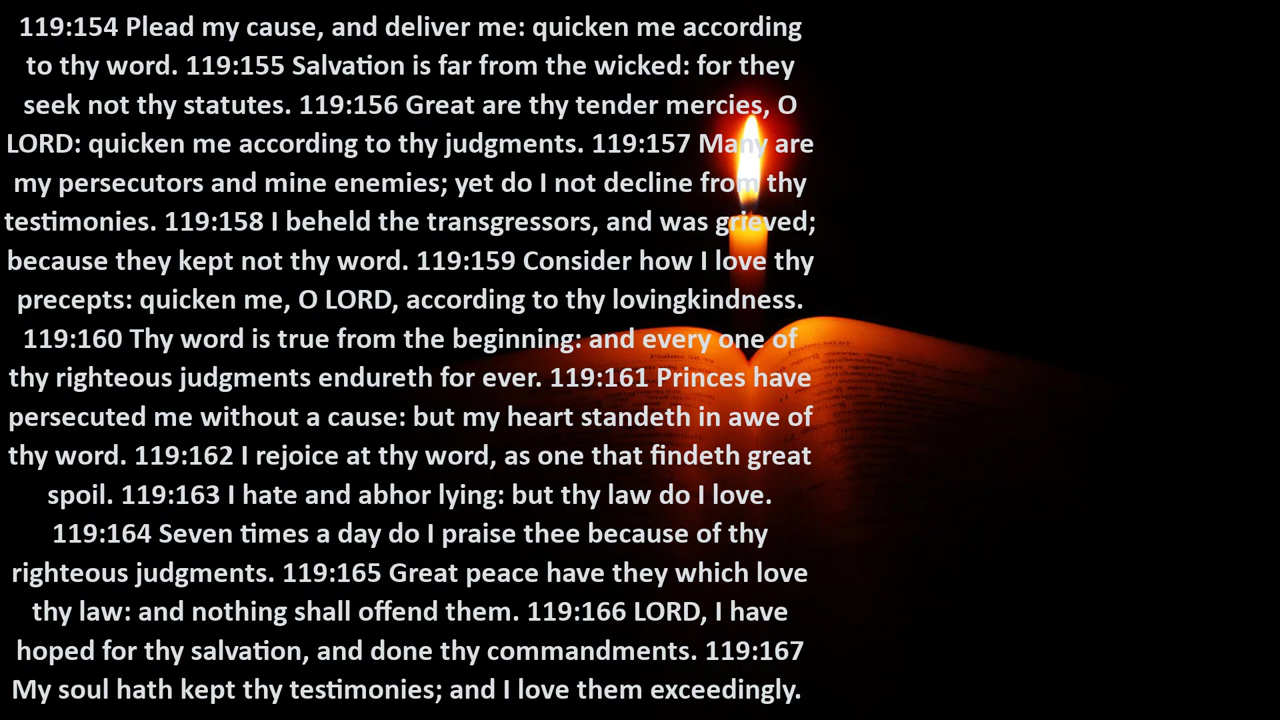 119:154 Plead my cause, and deliver me: quicken me according
to thy word. 119:155 Salvation is far from the wicked: for they
seek not thy statutes. 119:156 Great are thy tender mercies, O
LORD: quicken me according to thy judgments. 119:157 Many are
my persecutors and mine enemies; yet do I not decline from thy
testimonies. 119:158 I beheld the transgressors, and was grieved;
because they kept not thy word. 119:159 Consider how I love thy
precepts: quicken me, O LORD, according to thy lovingkindness.
119:160 Thy word is true from the beginning: and every one of
thy righteous judgments endureth for ever. 119:161 Princes have
persecuted me without a cause: but my heart standeth in awe of
thy word. 119:162 I rejoice at thy word, as one that findeth great
spoil. 119:163 I hate and abhor lying: but thy law do I love.
119:164 Seven times a day do I praise thee because of thy
righteous judgments. 119:165 Great peace have they which love
thy law: and nothing shall offend them. 119:166 LORD, I have
hoped for thy salvation, and done thy commandments. 119:167
My soul hath kept thy testimonies; and I love them exceedingly.